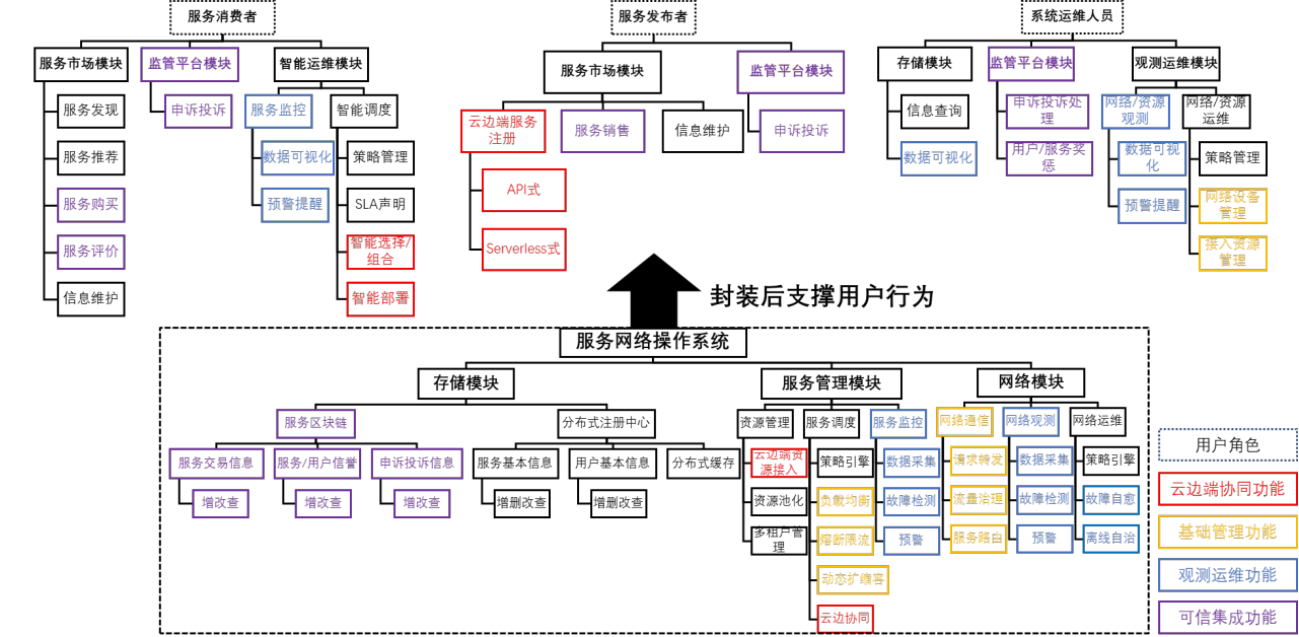 服务消费者
服务市场模块
监管平台模块
智能运维模块
服务发现
申诉投诉
服务监控
智能调度
服务推荐
数据可视化
策略管理
服务购买
预警提醒
SLA声明
服务评价
智能选择/
组合
信息维护
智能部署
服务发布者
服务市场模块
监管平台模块
云边端服务
注册
服务销售
信息维护
申诉投诉
API式
Serverless式
系统运维人员
存储模块
监管平台模块
观测运维模块
信息查询
申诉投诉处
理
网络/资源
观测
网络/资源
运维
数据可视化
用户/服务奖
惩
数据可视
化
策略管理
预警提醒
网络设备
管理
接入资源
管理
封装后支撑用户行为
服务网络操作系统
存储模块
服务管理模块
网络模块
服务区块链
分布式注册中心
资源管理
服务调度
服务监控
网络通信
网络观测
网络运维
服务交易信息
服务/用户信誉
申诉投诉信息
服务基本信息
用户基本信息
分布式缓存
云边端资
源接入
策略引擎
数据采集
请求转发
数据采集
策略引擎
增改查
增改查
增改查
增删改查
增删改查
资源池化
负载均衡
故障检测
流量治理
故障检测
故障自愈
多租户管
理
熔断限流
预警
服务路由
预警
离线自治
动态扩缩容
云边协同
用户角色
云边端协同功能
基础管理功能
观测运维功能
可信集成功能